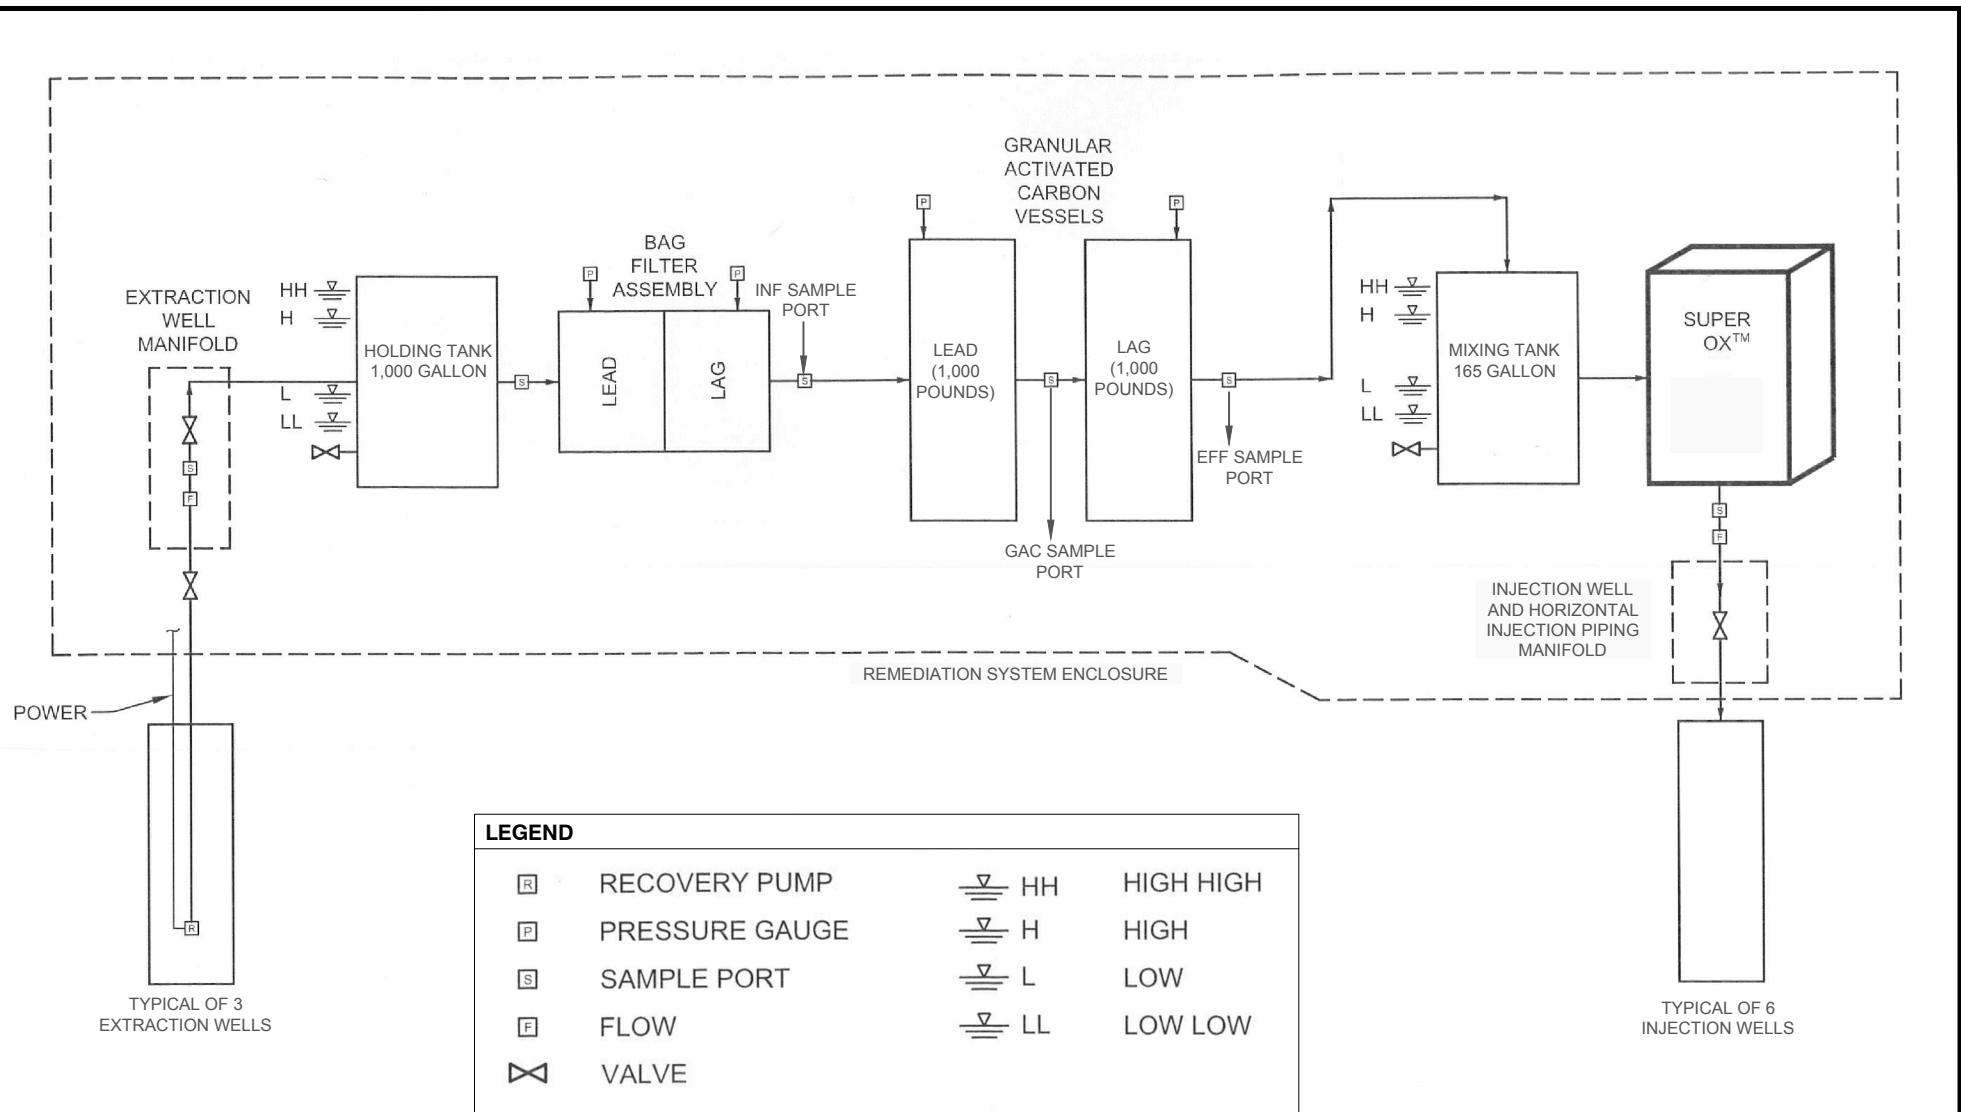 GRANULAR
ACTIVATED
CARBON
VESSELS
P
P
BAG
FILTER
ASSEMBLY
P
P
INF SAMPLE
PORT
EXTRACTION
WELL
MANIFOLD
HH
H
L
LL
HOLDING TANK
1,000 GALLON
S
LEAD
LAG
S
LEAD
(1,000
POUNDS)
S
LAG
(1,000
POUNDS)
S
HH
H
L
LL
MIXING TANK
165 GALLON
SUPER
OX™
S
F
EFF SAMPLE
PORT
GAC SAMPLE
PORT
S
F
INJECTION WELL
AND HORIZONTAL
INJECTION PIPING
MANIFOLD
REMEDIATION SYSTEM ENCLOSURE
POWER
R
TYPICAL OF 3
EXTRACTION WELLS
TYPICAL OF 6
INJECTION WELLS
LEGEND
R RECOVERY PUMP
P PRESSURE GAUGE
S SAMPLE PORT
F FLOW
VALVE
HH HIGH HIGH
H HIGH
L LOW
LL LOW LOW